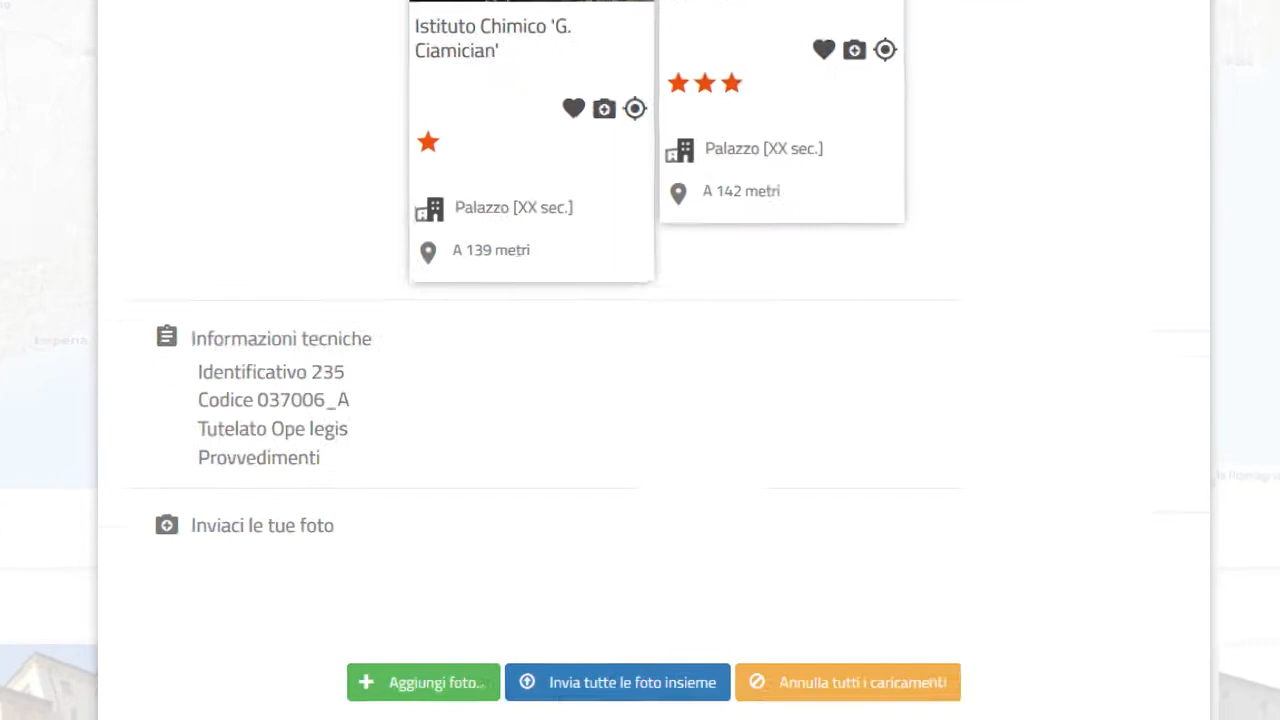 Istituto Chimico 'G.
Ciamician'
Palazzo [XX sec.]
A 139 metri
Palazzo [XX sec.]
A 142 metri
Informazioni tecniche
Identificativo 235
Codice 037006_A
Tutelato Ope legis
Provvedimenti
Inviaci le tue foto
Aggiungi foto...
Invia tutte le foto insieme
Annulla tutti i caricamenti